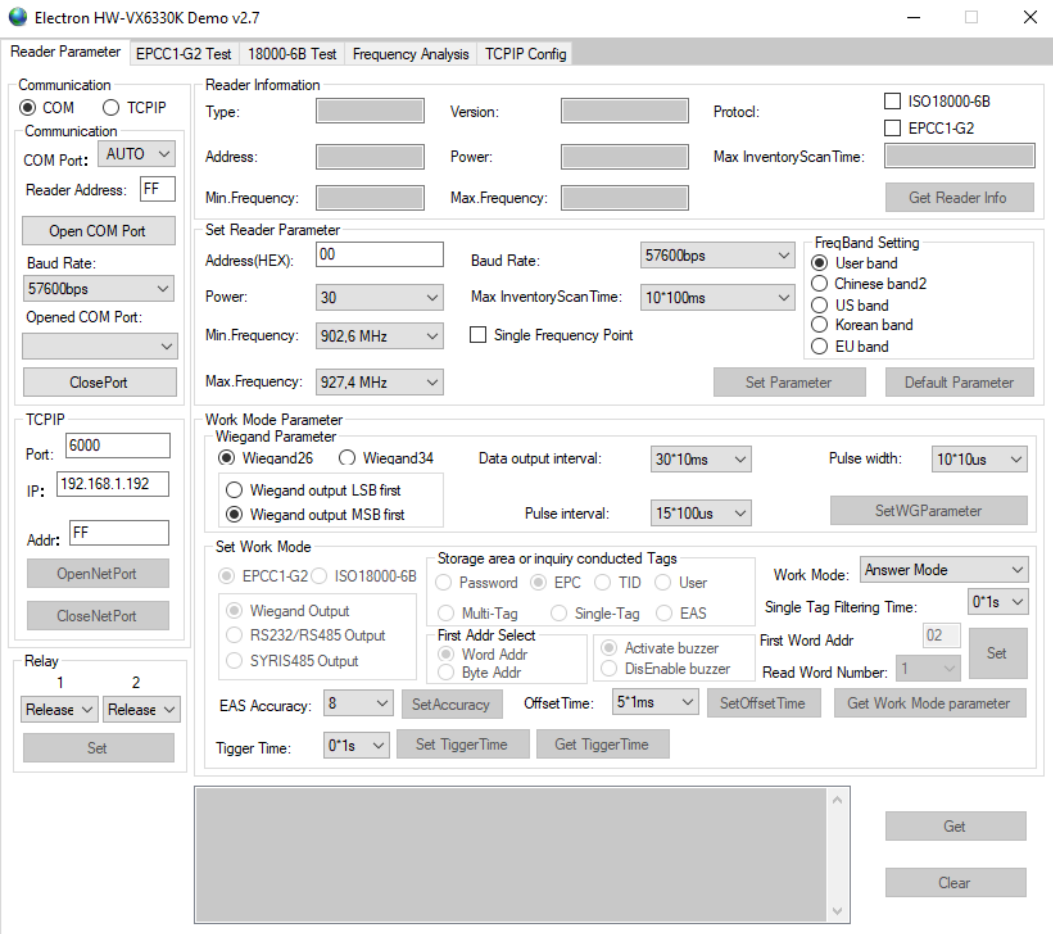 Electron HW-VX6330K Demo v2.7
Reader Parameter EPCC1-G2 Test 18000-6B Test Frequency Analysis TCPIP Config
Communication
COM TCPIP
Communication
COM Port: AUTO
Reader Address: FF
Open COM Port
Baud Rate:
57600bps
Opened COM Port:
ClosePort
TCPIP
Port: 6000
IP: 192.168.1.192
Addr: FF
OpenNetPort
CloseNetPort
Relay
1 2
Release Release
Set
Reader Information
Type: Version: Protocl: ISO18000-6B
EPCC1-G2
Address: Power: Max InventoryScanTime:
Min.Frequency: Max.Frequency: Get Reader Info
Set Reader Parameter
Address(HEX): 00 Baud Rate: 57600bps
Power: 30 Max InventoryScanTime: 10*100ms
Min.Frequency: 902,6 MHz Single Frequency Point
Max.Frequency: 927,4 MHz
FreqBand Setting
User band
Chinese band2
US band
Korean band
EU band
Set Parameter Default Parameter
Work Mode Parameter
Wiegand Parameter
Wiegand26 Wiegand34 Data output interval: 30*10ms Pulse width: 10*10us
Wiegand output LSB first
Wiegand output MSB first Pulse interval: 15*100us SetWGParameter
Set Work Mode
EPCC1-G2 ISO18000-6B
Wiegand Output
RS232/RS485 Output
SYRIS485 Output
Storage area or inquiry conducted Tags
Password EPC TID User
Multi-Tag Single-Tag EAS
First Addr Select
Word Addr
Byte Addr
Activate buzzer
DisEnable buzzer
Work Mode: Answer Mode
Single Tag Filtering Time: 0*1s
First Word Addr 02
Read Word Number: 1
Set
EAS Accuracy: 8 SetAccuracy OffsetTime: 5*1ms SetOffsetTime Get Work Mode parameter
Tigger Time: 0*1s Set TiggerTime Get TiggerTime
Get
Clear